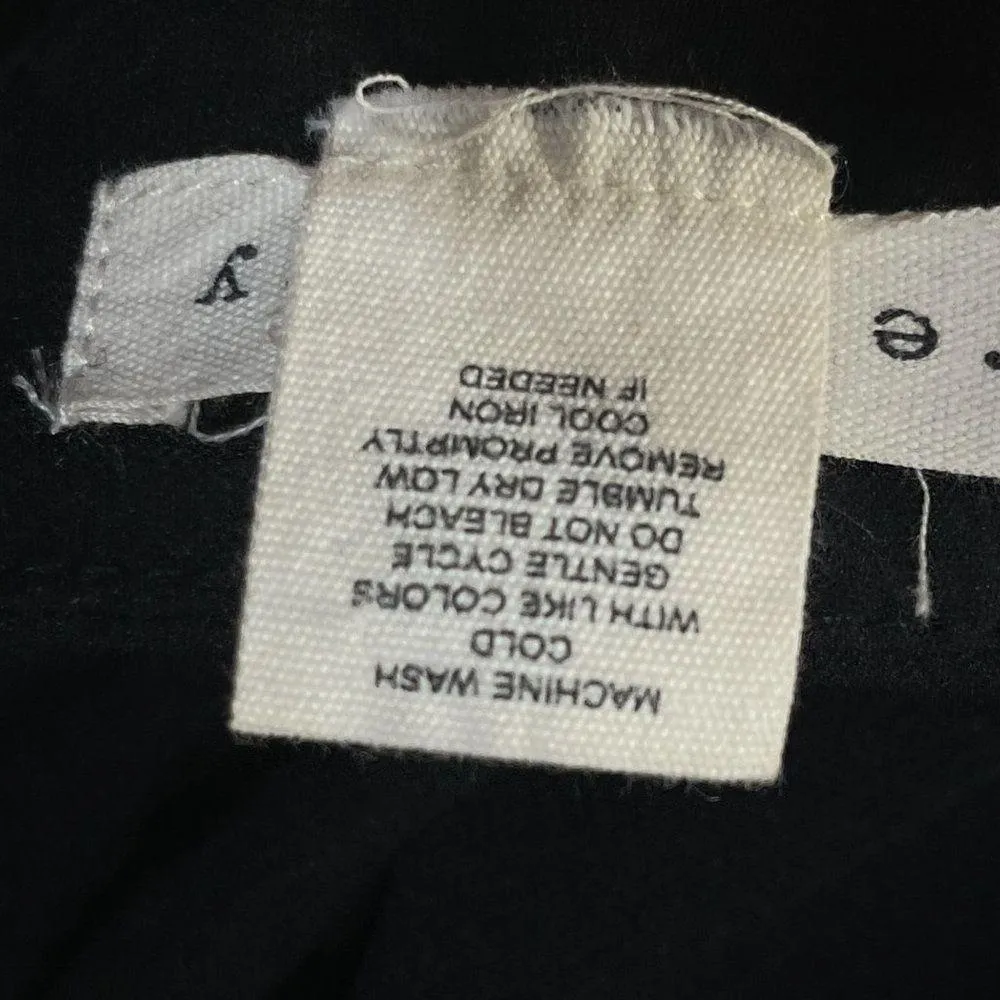 MACHINE WASH
COLD
WITH LIKE COLORS
GENTLE CYCLE
DO NOT BLEACH
TUMBLE DRY LOW
REMOVE PROMPTLY
COOL IRON
IF NEEDED